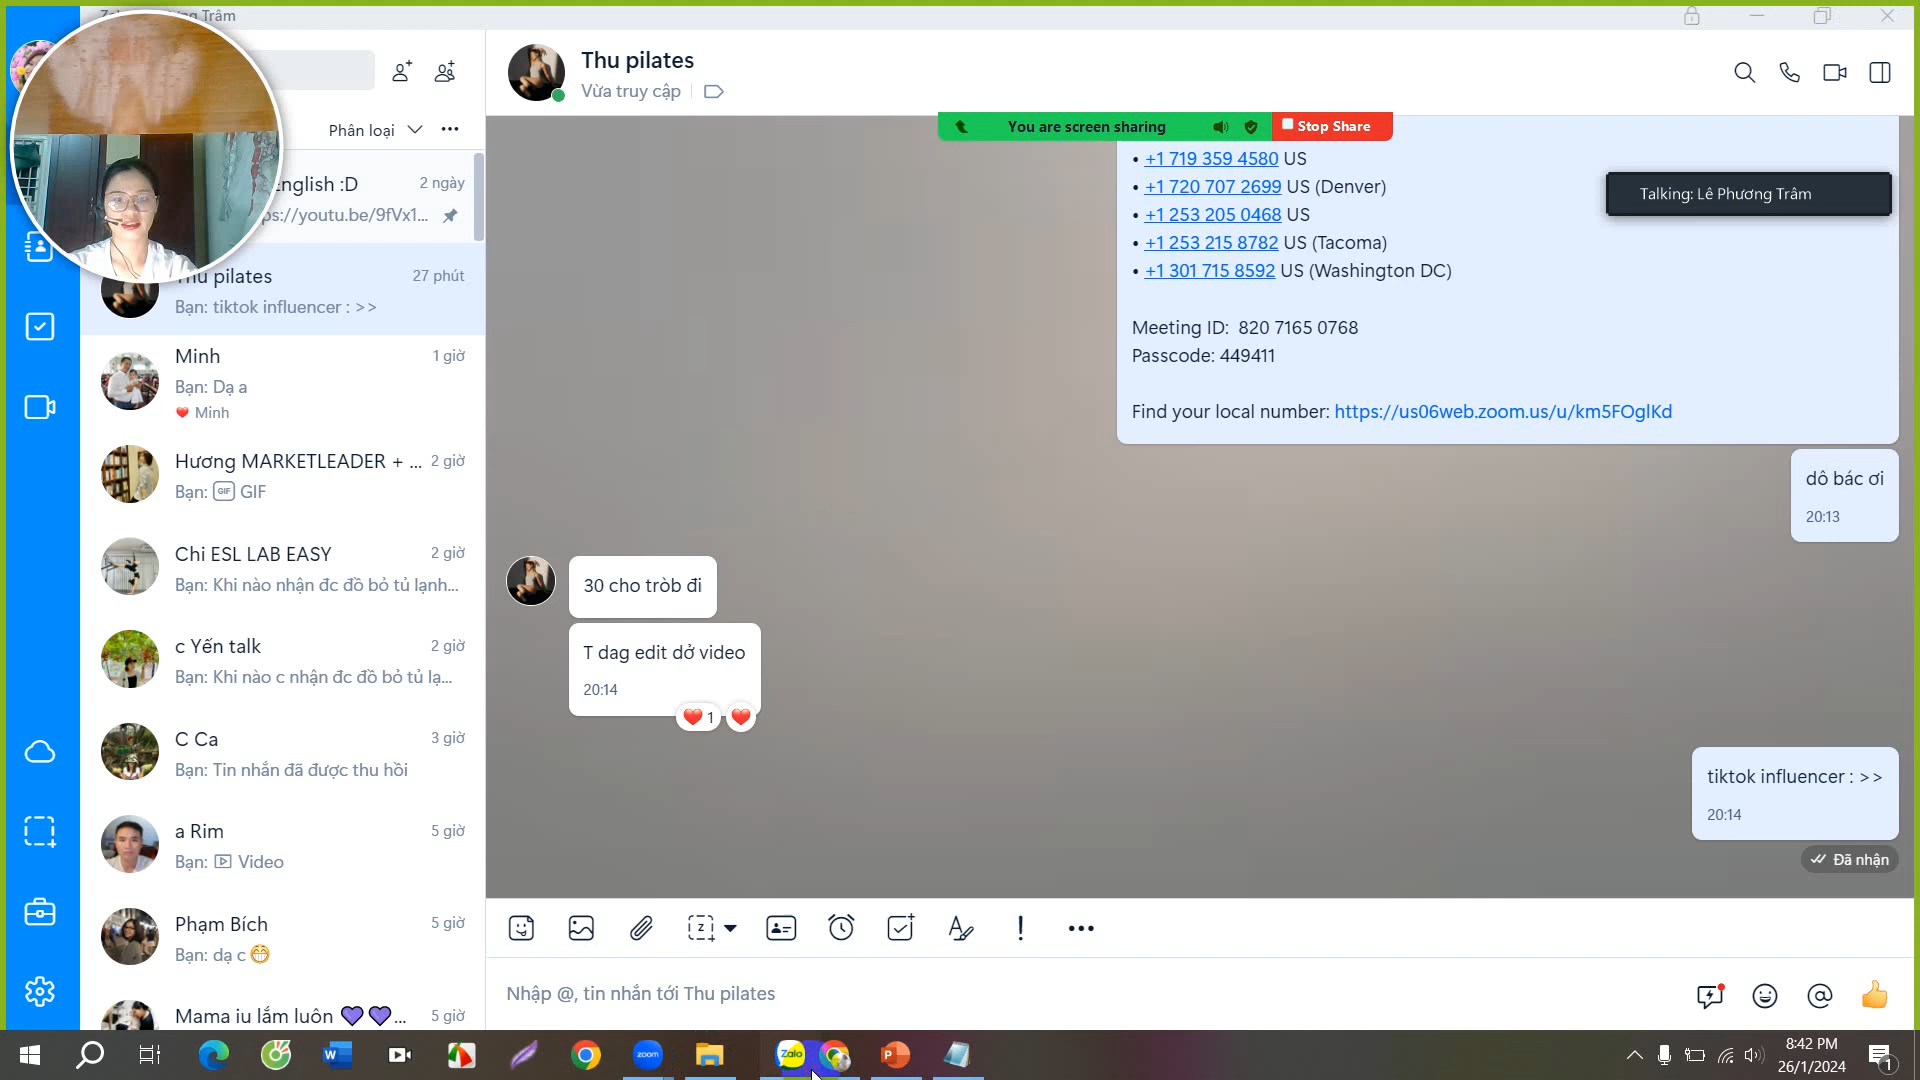 Phân loại
English :D
2 ngày
ps://youtu.be/9fVx1...
Thu pilates
27 phút
Bạn: tiktok influencer : >>
Minh
1 giờ
Bạn: Dạ a
Minh
Hương MARKETLEADER + ...
2 giờ
Bạn: GIF GIF
Chi ESL LAB EASY
2 giờ
Bạn: Khi nào nhận đc đồ bỏ tủ lạnh...
c Yến talk
2 giờ
Bạn: Khi nào c nhận đc đồ bỏ tủ lạ...
C Ca
3 giờ
Bạn: Tin nhắn đã được thu hồi
a Rim
5 giờ
Bạn: Video
Phạm Bích
5 giờ
Bạn: dạ c 😁
Mama iu lắm luôn 💜💜...
5 giờ
Thu pilates
Vừa truy cập
You are screen sharing
Stop Share
Talking: Lê Phương Trâm
• +1 719 359 4580 US
• +1 720 707 2699 US (Denver)
• +1 253 205 0468 US
• +1 253 215 8782 US (Tacoma)
• +1 301 715 8592 US (Washington DC)
Meeting ID: 820 7165 0768
Passcode: 449411
Find your local number: https://us06web.zoom.us/u/km5FOglKd
dô bác ơi
20:13
30 cho tròb đi
T dag edit dở video
20:14
❤️ 1
tiktok influencer : >>
20:14
Đã nhận
Nhập @, tin nhắn tới Thu pilates
zoom
Zalo
8:42 PM
26/1/2024
1